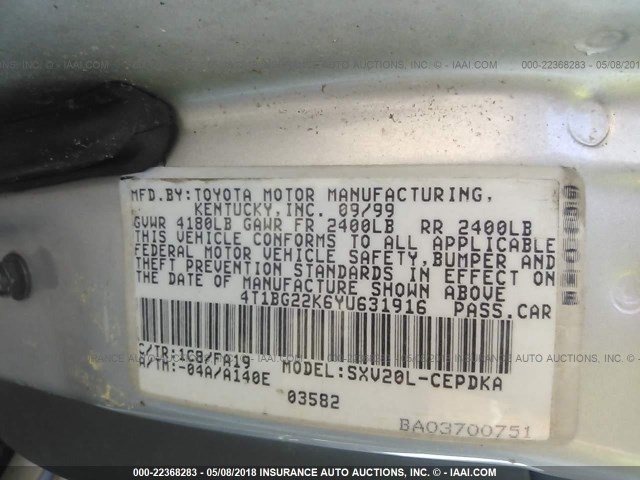 000-22368283 - 05/08/2018 INSURANCE AUTO AUCTIONS - © - IAAI.COM
MFD.BY:TOYOTA MOTOR MANUFACTURING,
KENTUCKY,INC. 09/99
GVWR 4180LB GAWR FR 2400LB RR 2400LB
THIS VEHICLE CONFORMS TO ALL APPLICABLE
FEDERAL MOTOR VEHICLE SAFETY,BUMPER AND
THEFT PREVENTION STANDARDS IN EFFECT ON
THE DATE OF MANUFACTURE SHOWN ABOVE
4T1BG22K6YU631916 PASS.CAR
C/TR:1C8/FA19 MODEL:SXV20L-CEPDKA
A/TM:-04A/A140E
03582
BA03700751
000-22368283 - 05/08/2018 INSURANCE AUTO AUCTIONS - © - IAAI.COM